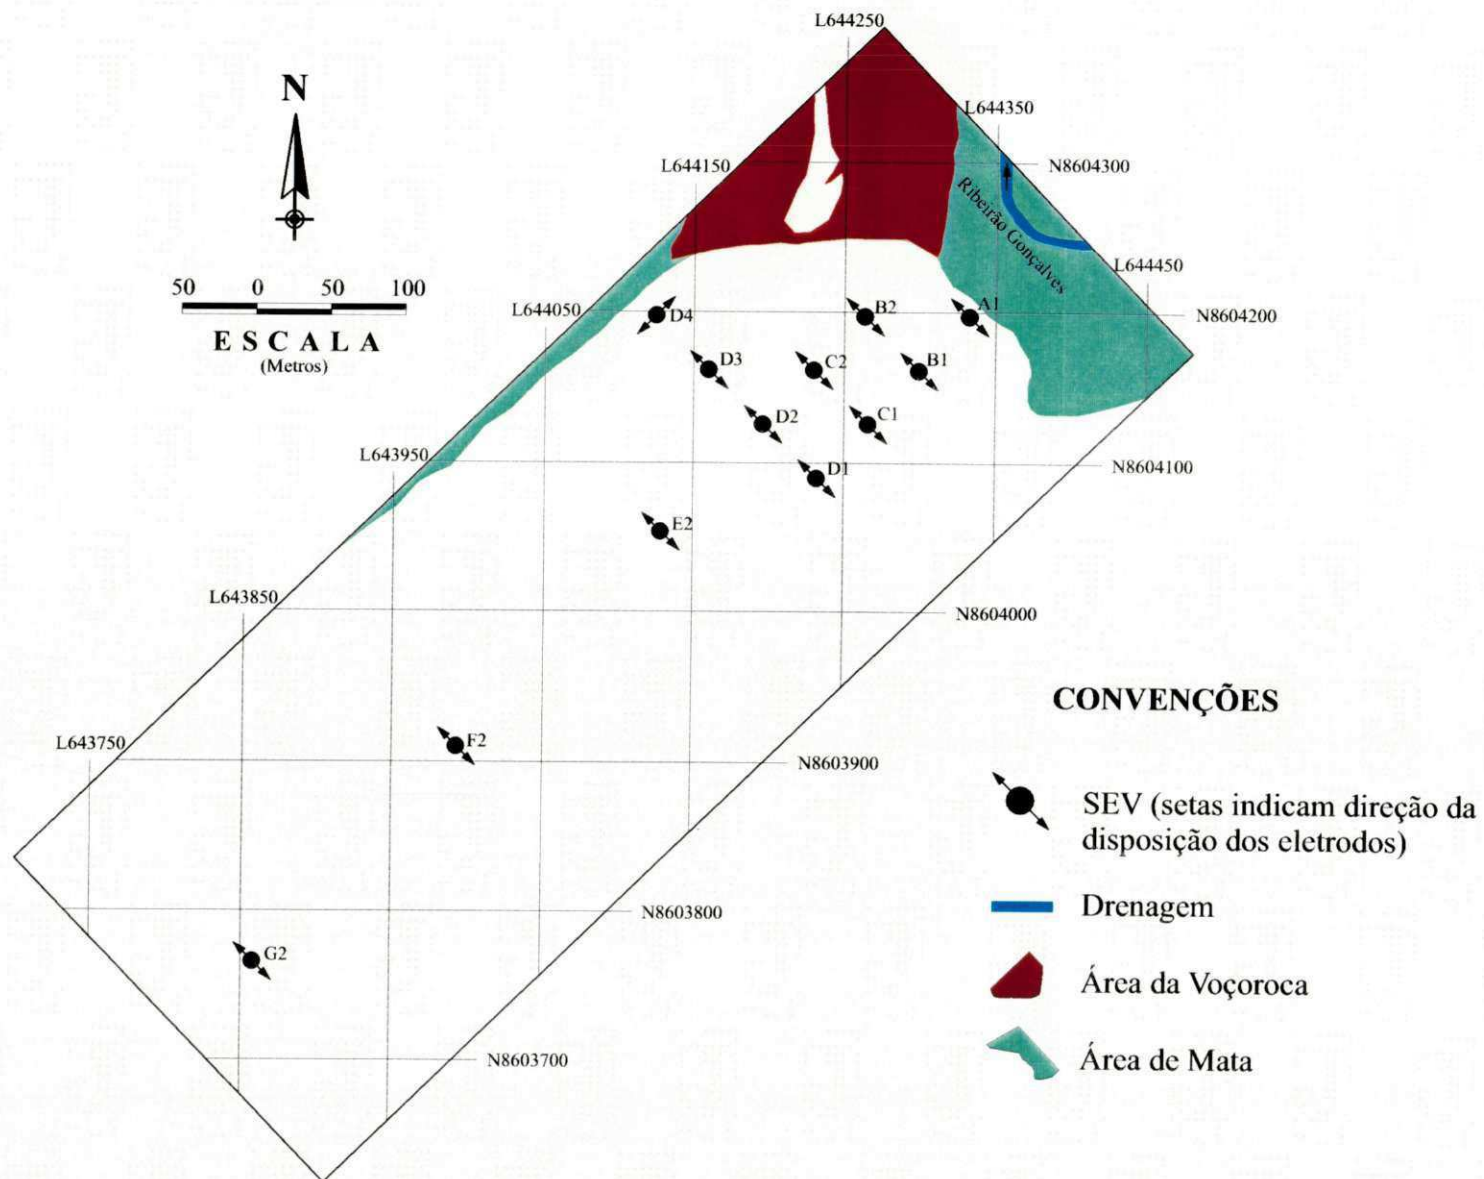 L644250
N
L644350
L644150
N8604300
Ribeirão Gonçalves
50 0 50 100
L644450
L644050
D4
B2
A1
N8604200
ESCALA
(Metros)
D3
C2
B1
D2
C1
L643950
D1
N8604100
E2
L643850
N8604000
CONVENÇÕES
L643750
F2
N8603900
SEV (setas indicam direção da
disposição dos eletrodos)
Drenagem
N8603800
G2
Área da Voçoroca
N8603700
Área de Mata